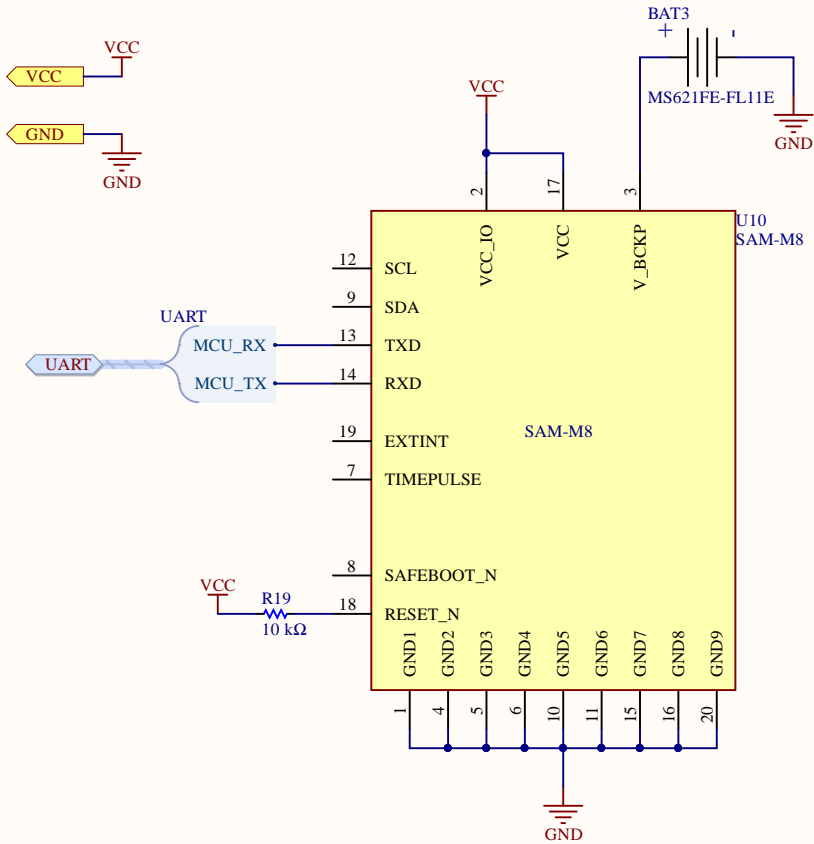 BAT3
+
VCC
VCC
VCC
MS621FE-FL11E
GND
GND
GND
2
17
3
U10
SAM-M8
VCC_IO
VCC
V_BCKP
12
SCL
9
SDA
UART
13
MCU_RX
TXD
UART
14
MCU_TX
RXD
19
EXTINT
SAM-M8
7
TIMEPULSE
8
SAFEBOOT_N
VCC
R19
18
RESET_N
10 kΩ
GND1
GND2
GND3
GND4
GND5
GND6
GND7
GND8
GND9
1
4
5
6
10
11
15
16
20
GND